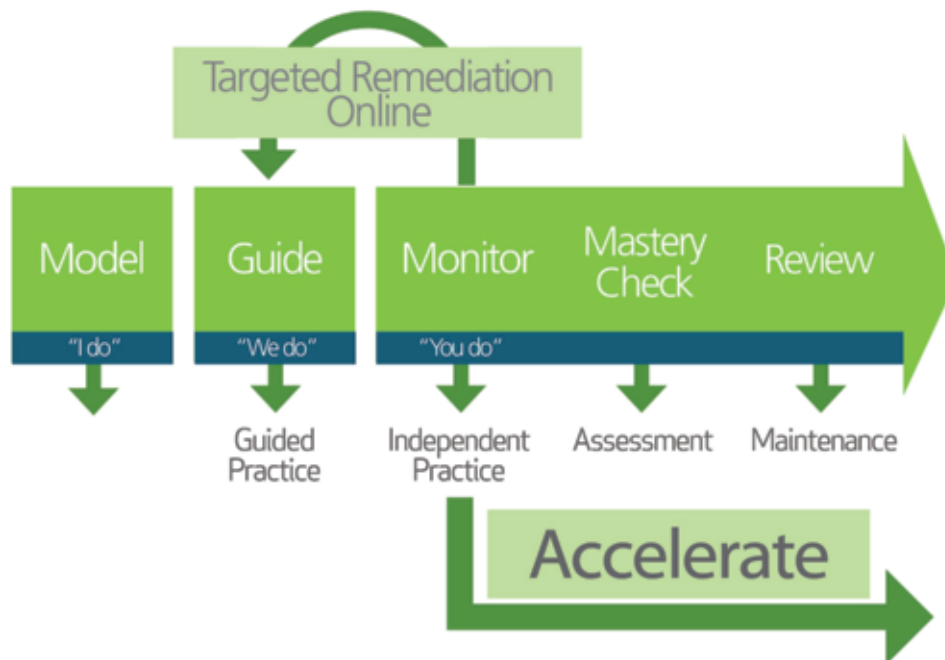 Targeted Remediation
Online
Model
Guide
Monitor
Mastery
Check
Review
"I do"
"We do"
"You do"
Guided
Practice
Independent
Practice
Assessment
Maintenance
Accelerate